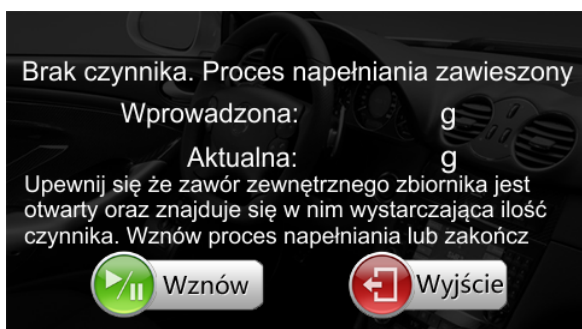 Brak czynnika. Proces napełniania zawieszony
Wprowadzona: g
Aktualna: g
Upewnij się że zawór zewnętrznego zbiornika jest
otwarty oraz znajduje się w nim wystarczająca ilość
czynnika. Wznów proces napełniania lub zakończ
Wznów Wyjście